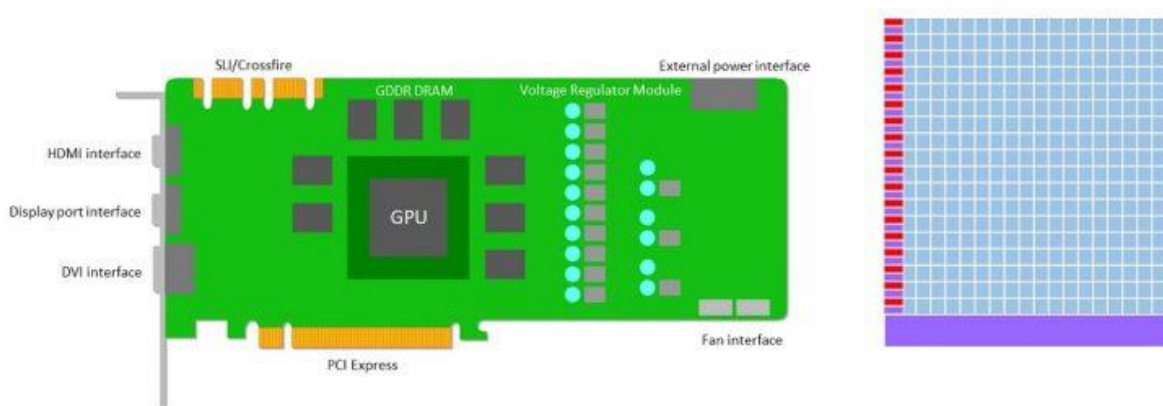 SLI/Crossfire
External power interface
GDDR DRAM
Voltage Regulator Module
HDMI interface
Display port interface
GPU
DVI interface
Fan interface
PCI Express